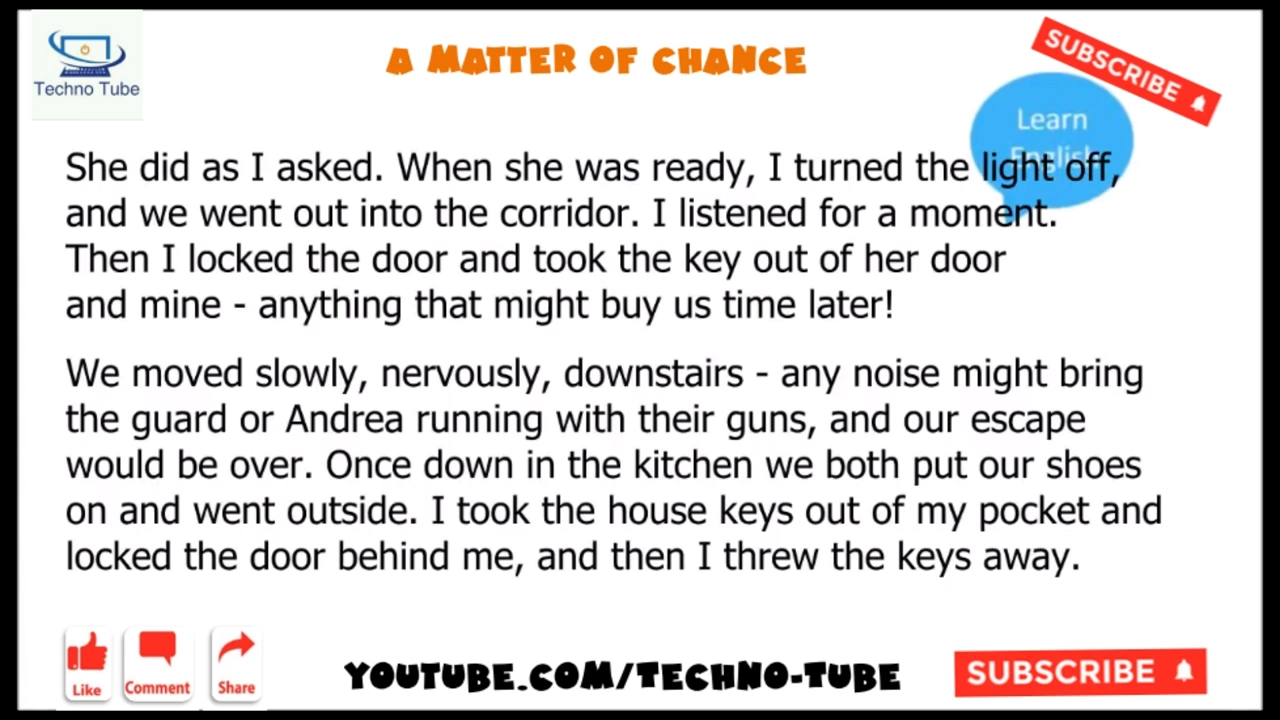 Techno Tube
A MATTER OF CHANCE
SUBSCRIBE
Learn
English
She did as I asked. When she was ready, I turned the light off,
and we went out into the corridor. I listened for a moment.
Then I locked the door and took the key out of her door
and mine - anything that might buy us time later!
We moved slowly, nervously, downstairs - any noise might bring
the guard or Andrea running with their guns, and our escape
would be over. Once down in the kitchen we both put our shoes
on and went outside. I took the house keys out of my pocket and
locked the door behind me, and then I threw the keys away.
Like
Comment
Share
YOUTUBE.COM/TECHNO-TUBE
SUBSCRIBE